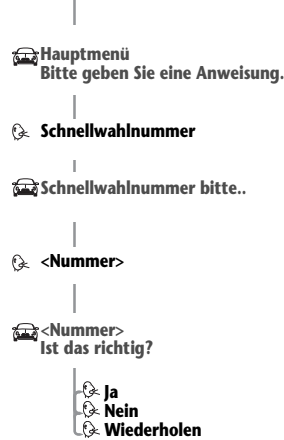 Hauptmenü
Bitte geben Sie eine Anweisung.
Schnellwahlnummer
Schnellwahlnummer bitte..
<Nummer>
<Nummer>
Ist das richtig?
Ja
Nein
Wiederholen